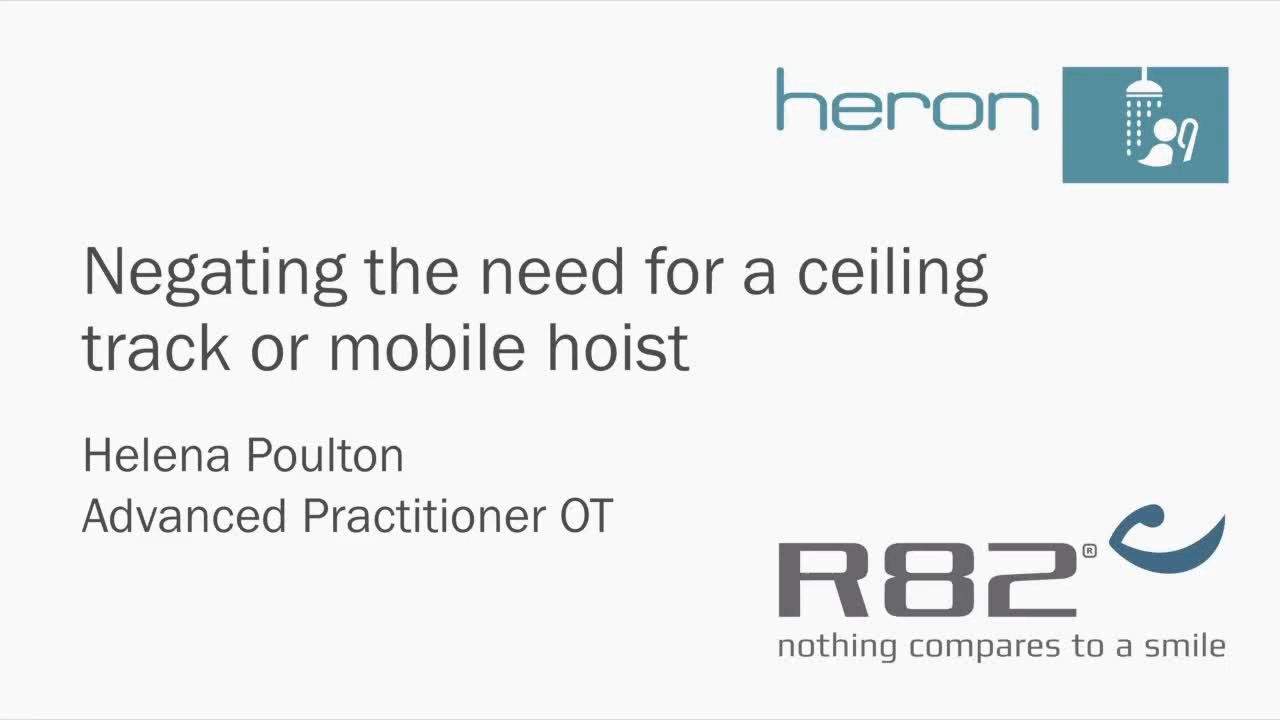 heron
Negating the need for a ceiling
track or mobile hoist
Helena Poulton
Advanced Practitioner OT
R82®
nothing compares to a smile